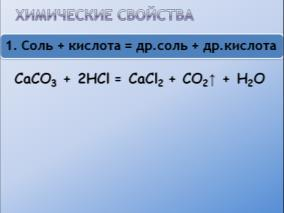 ХИМИЧЕСКИЕ СВОЙСТВА
1. Соль + кислота = др.соль + др.кислота
CaCO₃ + 2HCl = CaCl₂ + CO₂↑ + H₂O